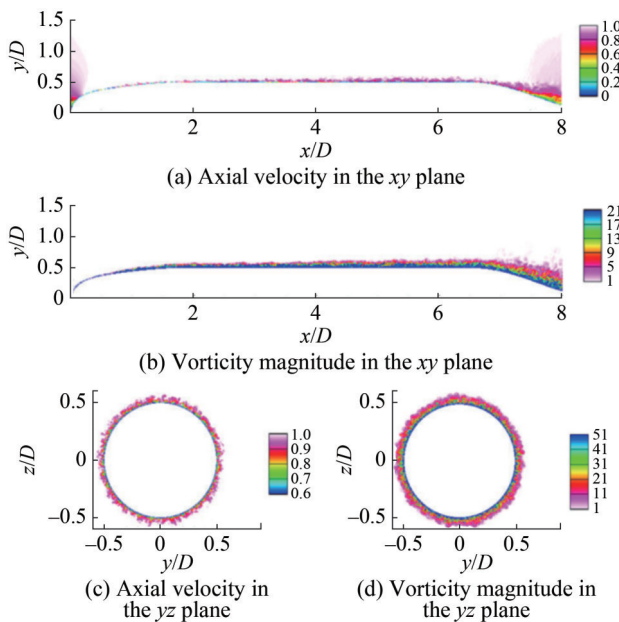 1.5
1.0
0.5
0
y/D
2 4 6 8
x/D
1.0
0.8
0.6
0.4
0.2
0
(a) Axial velocity in the xy plane
1.5
1.0
0.5
0
y/D
2 4 6 8
x/D
21
17
13
9
5
1
(b) Vorticity magnitude in the xy plane
0.5
0
−0.5
z/D
−0.5 0 0.5
y/D
1.0
0.9
0.8
0.7
0.6
(c) Axial velocity in
the yz plane
0.5
0
−0.5
z/D
−0.5 0 0.5
y/D
51
41
31
21
11
1
(d) Vorticity magnitude in
the yz plane